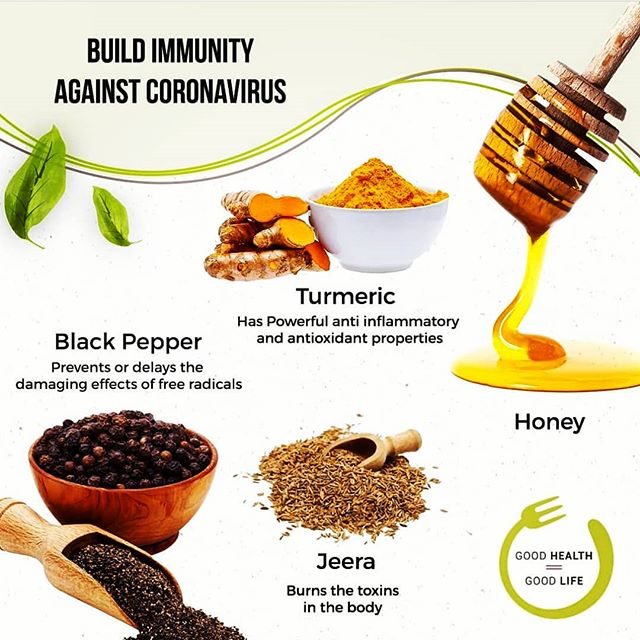 BUILD IMMUNITY
AGAINST CORONAVIRUS
Turmeric
Has Powerful anti inflammatory
and antioxidant properties
Black Pepper
Prevents or delays the
damaging effects of free radicals
Honey
Jeera
Burns the toxins
in the body
GOOD HEALTH
=
GOOD LIFE